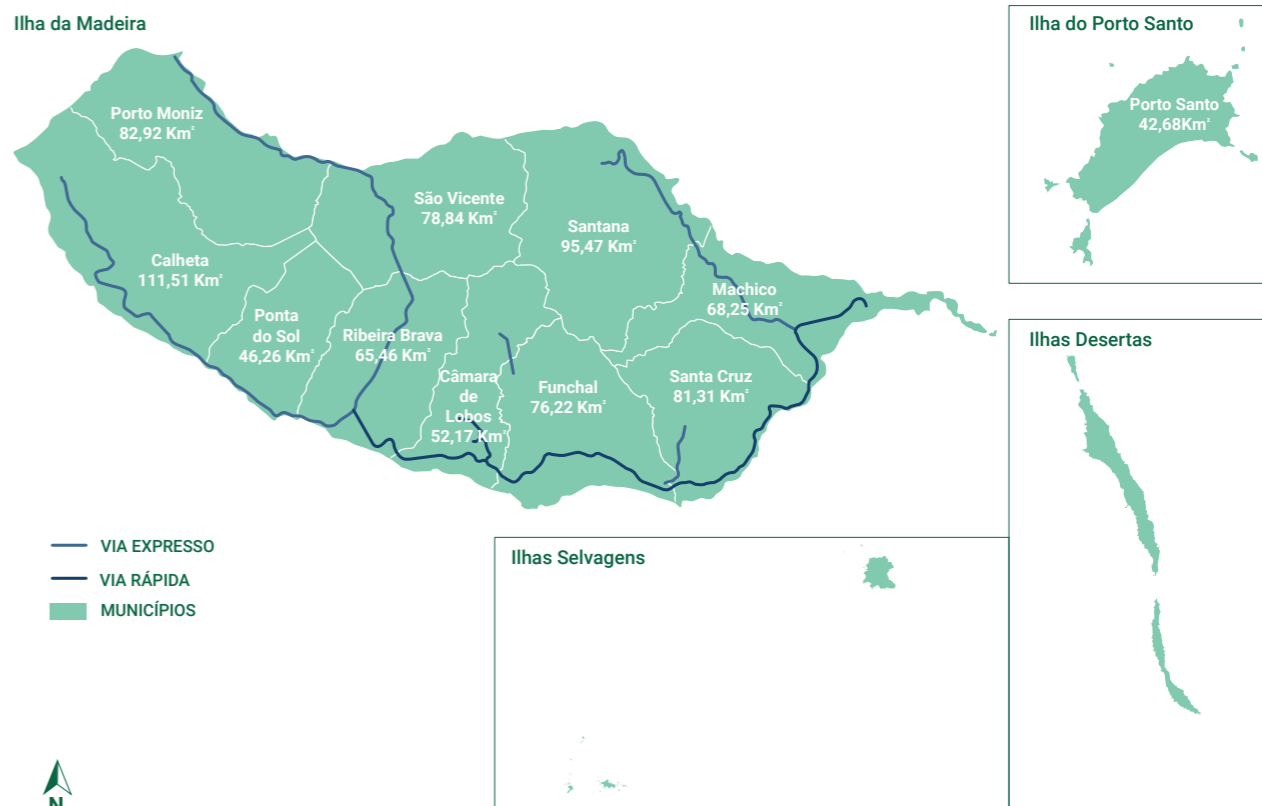 Ilha da Madeira
Porto Moniz
82,92 Km²
Calheta
111,51 Km²
Ponta
do Sol
46,26 Km²
Ribeira Brava
65,46 Km²
São Vicente
78,84 Km²
Santana
95,47 Km²
Machico
68,25 Km²
Câmara
de
Lobos
52,17 Km²
Funchal
76,22 Km²
Santa Cruz
81,31 Km²
VIA EXPRESSO
VIA RÁPIDA
MUNICÍPIOS
N
Ilha do Porto Santo
Porto Santo
42,68Km²
Ilhas Desertas
Ilhas Selvagens